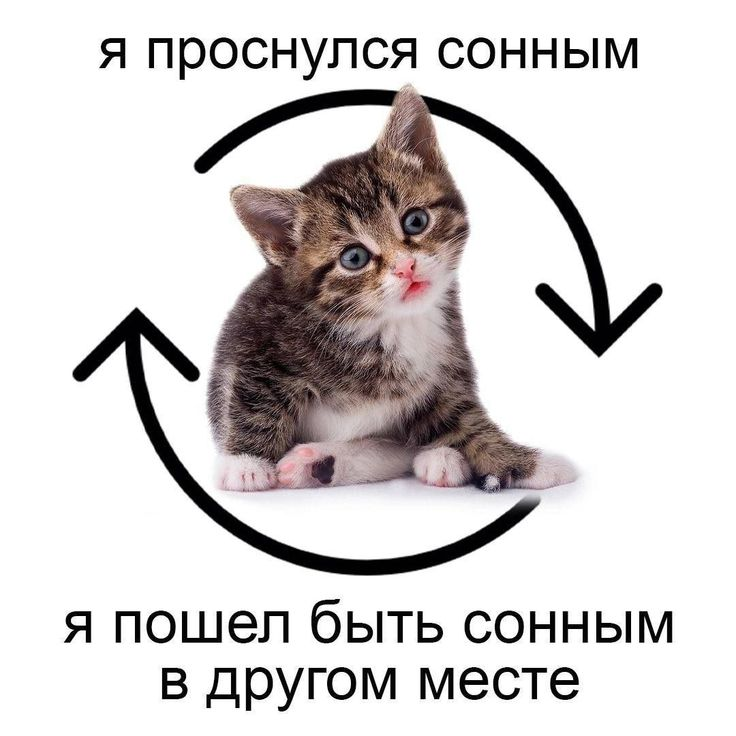 я проснулся сонным
я пошел быть сонным
в другом месте